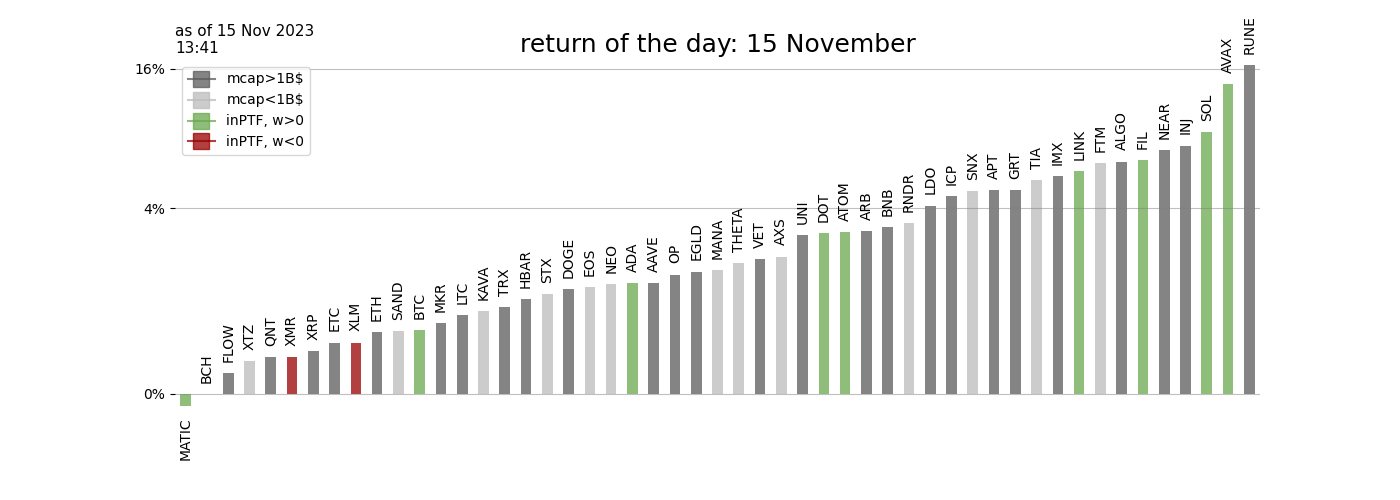 as of 15 Nov 2023
13:41
return of the day: 15 November
16%
4%
0%
mcap>1B$
mcap<1B$
inPTF, w>0
inPTF, w<0
MATIC
BCH
FLOW
XTZ
QNT
XMR
XRP
ETC
XLM
ETH
SAND
BTC
MKR
LTC
KAVA
TRX
HBAR
STX
DOGE
EOS
NEO
ADA
AAVE
OP
EGLD
MANA
THETA
VET
AXS
UNI
DOT
ATOM
ARB
BNB
RNDR
LDO
ICP
SNX
APT
GRT
TIA
IMX
LINK
FTM
ALGO
FIL
NEAR
INJ
SOL
AVAX
RUNE